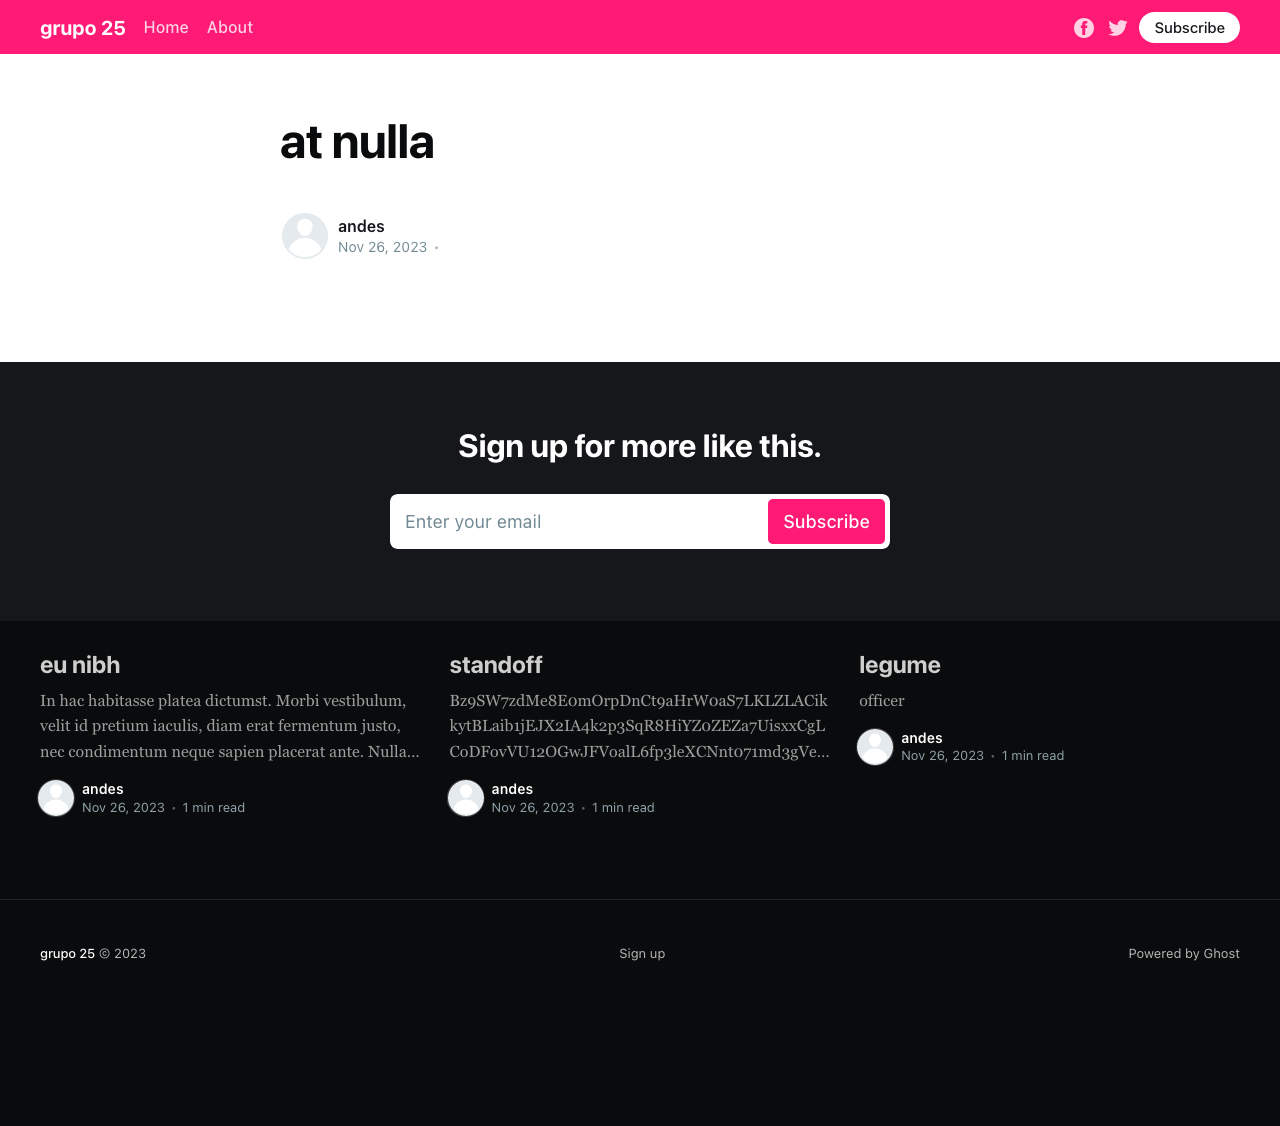 grupo 25 Home About Subscribe
at nulla
andes
Nov 26, 2023 •
Sign up for more like this.
Enter your email Subscribe
eu nibh
In hac habitasse platea dictumst. Morbi vestibulum,
velit id pretium iaculis, diam erat fermentum justo,
nec condimentum neque sapien placerat ante. Nulla...
andes
Nov 26, 2023 • 1 min read
standoff
Bz9SW7zdMe8E0mOrpDnCt9aHrW0aS7LKLZLACik
kytBLaib1jEJX2IA4k2p3SqR8HiYZ0ZEZa7UisxxCgL
CoDF0vVU12OGwJFV0alL6fp3leXCNnt071md3gVe...
andes
Nov 26, 2023 • 1 min read
legume
officer
andes
Nov 26, 2023 • 1 min read
grupo 25 © 2023
Sign up
Powered by Ghost